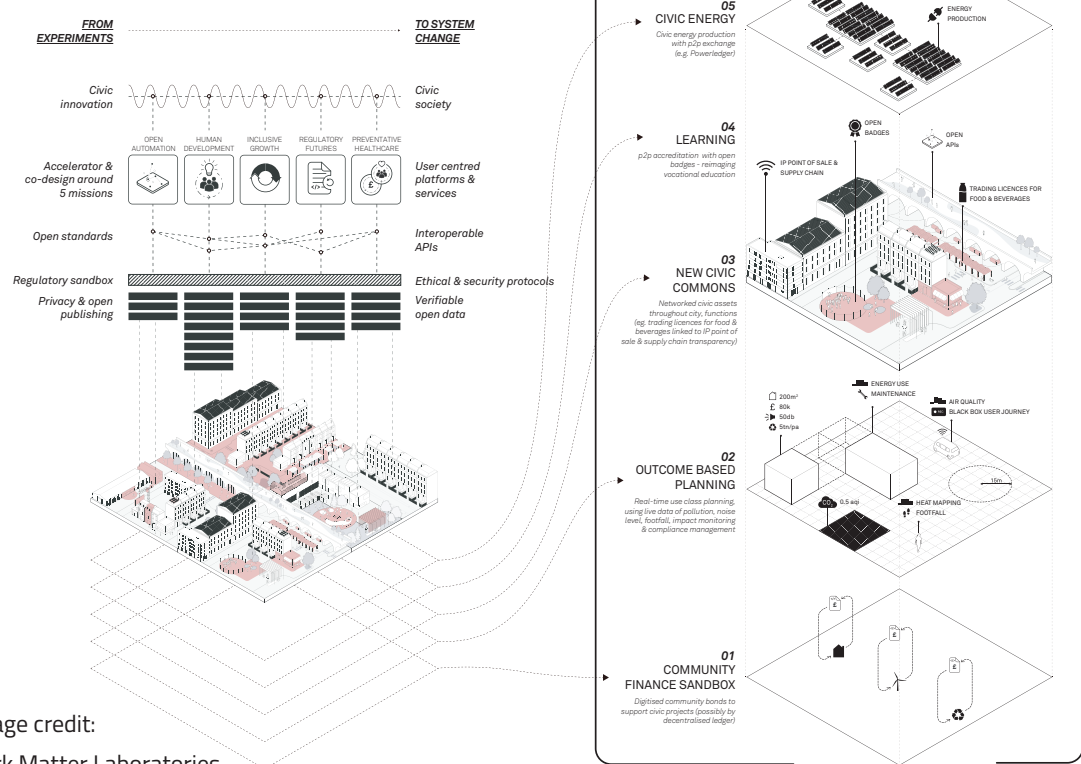 FROM
EXPERIMENTS
TO SYSTEM
CHANGE
Civic
innovation
Civic
society
OPEN
AUTOMATION
HUMAN
DEVELOPMENT
INCLUSIVE
GROWTH
REGULATORY
FUTURES
PREVENTATIVE
HEALTHCARE
Accelerator &
co-design around
5 missions
User centred
platforms &
services
Open standards
Interoperable
APIs
Regulatory sandbox
Ethical & security protocols
Privacy & open
publishing
Verifiable
open data
05
CIVIC ENERGY
Civic energy production
with p2p exchange
(e.g. Powerledger)
ENERGY
PRODUCTION
04
LEARNING
p2p accreditation with open
badges - reimaging
vocational education
OPEN
BADGES
OPEN
APIs
IP POINT OF SALE &
SUPPLY CHAIN
TRADING LICENCES FOR
FOOD & BEVERAGES
03
NEW CIVIC
COMMONS
Networked civic assets
throughout city, functions
(eg. trading licences for food &
beverages linked to IP point of
sale & supply chain transparency)
200m²
£ 80k
50db
5tn/pa
ENERGY USE
MAINTENANCE
AIR QUALITY
BLACK BOX USER JOURNEY
15m
CO₂ 0.5 aqi
HEAT MAPPING
FOOTFALL
02
OUTCOME BASED
PLANNING
Real-time use class planning,
using live data of pollution, noise
level, footfall, impact monitoring
& compliance management
£
£
£
01
COMMUNITY
FINANCE SANDBOX
Digitised community bonds to
support civic projects (possibly by
decentralised ledger)
age credit:
k Matter Laboratories